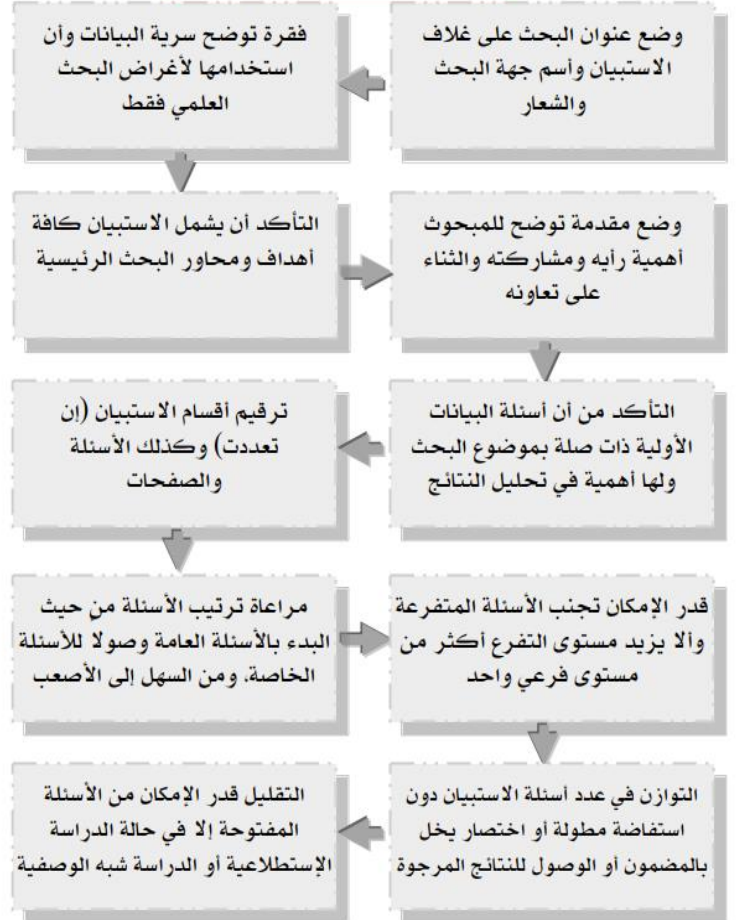 وضع عنوان البحث على غلاف
الاستبيان وأسم جهة البحث
والشعار
فقرة توضح سرية البيانات وأن
استخدامها لأغراض البحث
العلمي فقط
التأكد أن يشمل الاستبيان كافة
أهداف ومحاور البحث الرئيسية
وضع مقدمة توضح للمبحوث
أهمية رأيه ومشاركته والثناء
على تعاونه
التأكد من أن أسئلة البيانات
الأولية ذات صلة بموضوع البحث
ولها أهمية في تحليل النتائج
ترقيم أقسام الاستبيان (إن
تعددت) وكذلك الأسئلة
والصفحات
مراعاة ترتيب الأسئلة من حيث
البدء بالأسئلة العامة وصولا للأسئلة
الخاصة، ومن السهل إلى الأصعب
قدر الإمكان تجنب الأسئلة المتفرعة
وألا يزيد مستوى التفرع أكثر من
مستوى فرعي واحد
التوازن في عدد أسئلة الاستبيان دون
استفاضة مطولة أو اختصار يخل
بالمضمون أو الوصول للنتائج المرجوة
التقليل قدر الإمكان من الأسئلة
المفتوحة إلا في حالة الدراسة
الإستطلاعية أو الدراسة شبه الوصفية